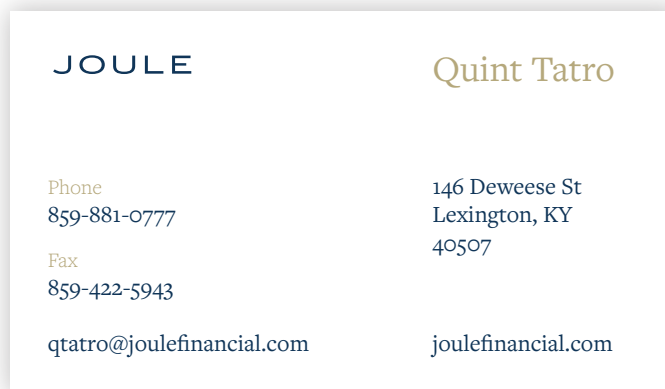 JOULE
Quint Tatro
Phone
859-881-0777
Fax
859-422-5943
qtatro@joulefinancial.com
146 Deweese St
Lexington, KY
40507
joulefinancial.com